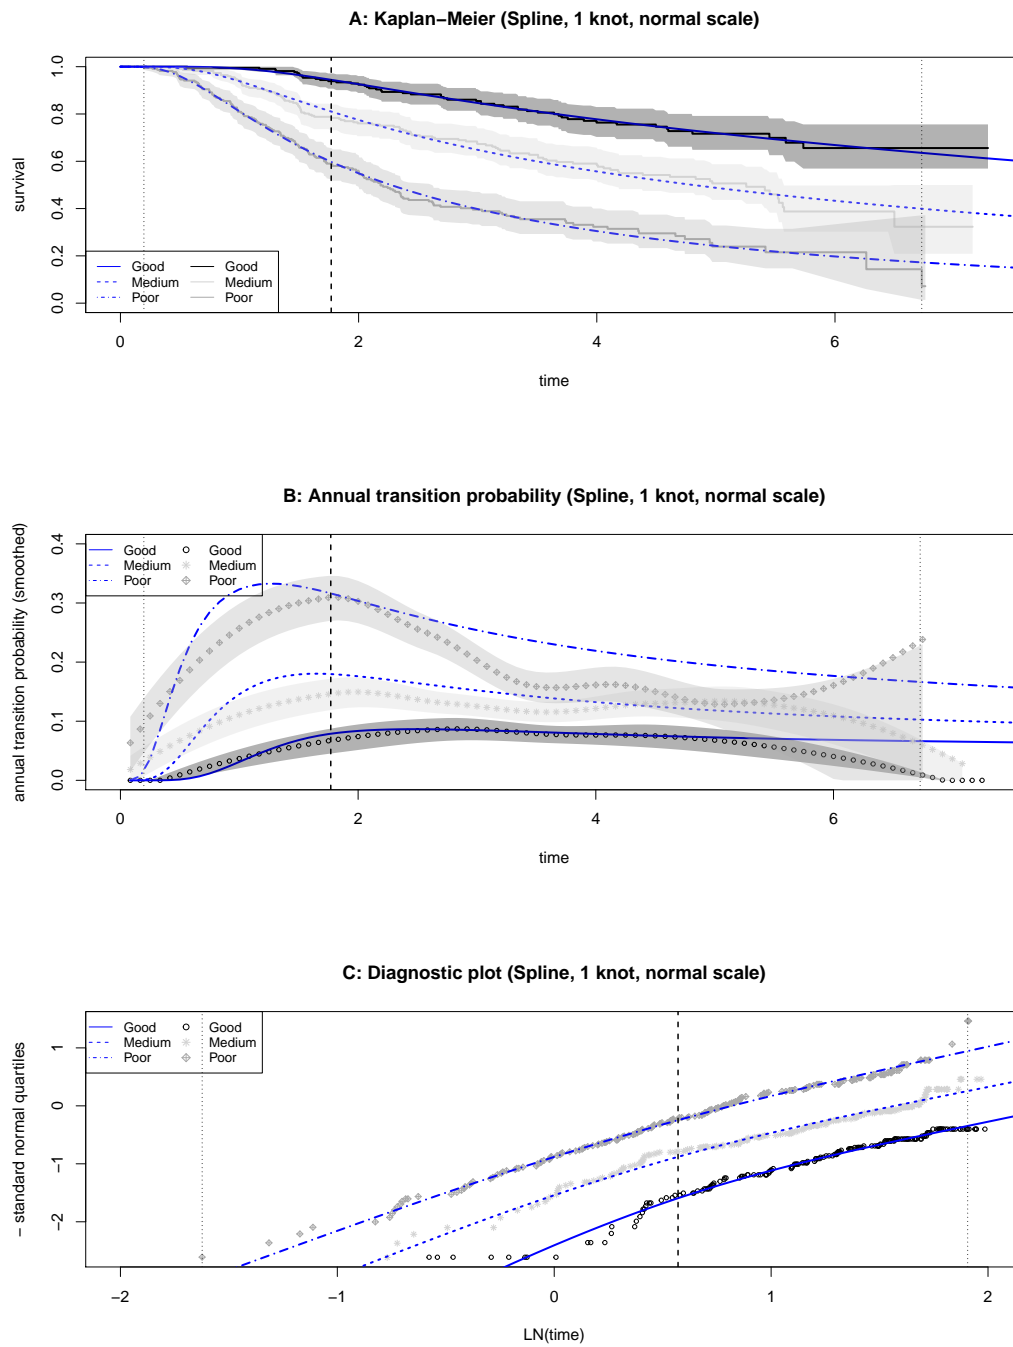 A: Kaplan−Meier (Spline, 1 knot, normal scale)
survival
1.0
0.8
0.6
0.4
0.2
0.0
Good Good
Medium Medium
Poor Poor
0 2 4 6
time
B: Annual transition probability (Spline, 1 knot, normal scale)
annual transition probability (smoothed)
0.4
0.3
0.2
0.1
0.0
Good Good
Medium Medium
Poor Poor
0 2 4 6
time
C: Diagnostic plot (Spline, 1 knot, normal scale)
− standard normal quartiles
1
0
−1
−2
Good Good
Medium Medium
Poor Poor
−2 −1 0 1 2
LN(time)